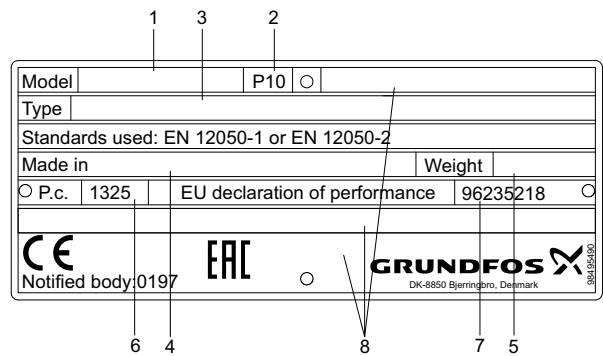 1 2
3
Model P10
Type
Standards used: EN 12050-1 or EN 12050-2
Made in Weight
P.c. 1325 EU declaration of performance 96235218
CE EAC
GRUNDFOS
Notified body:0197
DK-8850 Bjerringbro, Denmark
98495490
6 4 8 7 5